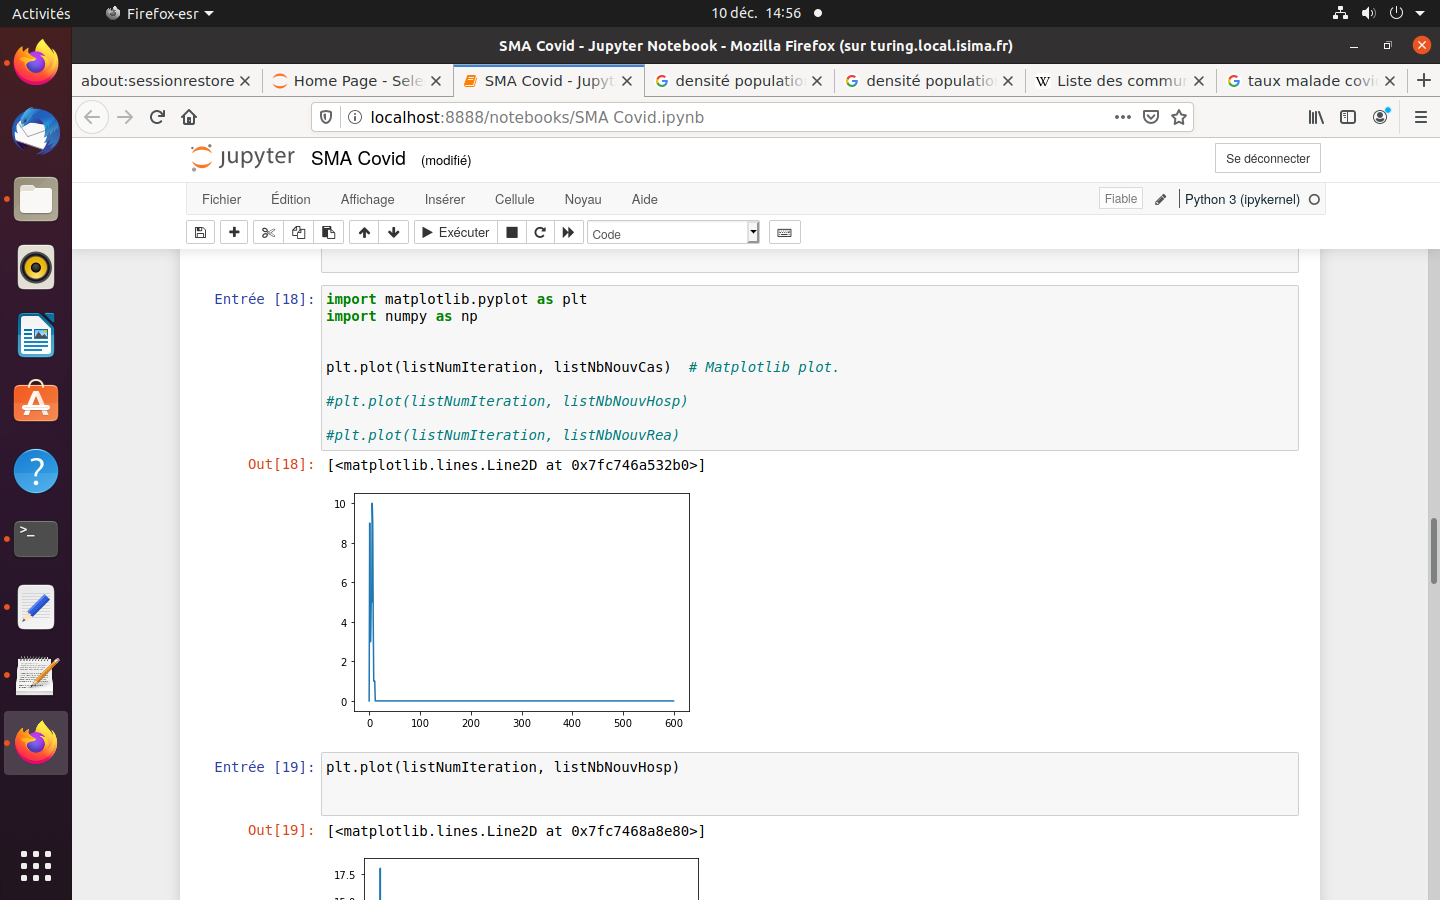 Activités
Firefox-esr
10 déc. 14:56
SMA Covid - Jupyter Notebook - Mozilla Firefox (sur turing.local.isima.fr)
about:sessionrestore
Home Page - Sele
SMA Covid - Jupyt
densité populatio
densité populatio
Liste des commu
taux malade covi
localhost:8888/notebooks/SMA Covid.ipynb
jupyter
SMA Covid
(modifié)
Se déconnecter
Fichier
Édition
Affichage
Insérer
Cellule
Noyau
Aide
Fiable
Python 3 (ipykernel)
Exécuter
Code
Entrée [18]:
import matplotlib.pyplot as plt
import numpy as np
plt.plot(listNumIteration, listNbNouvCas)  # Matplotlib plot.
#plt.plot(listNumIteration, listNbNouvHosp)
#plt.plot(listNumIteration, listNbNouvRea)
Out[18]:
[<matplotlib.lines.Line2D at 0x7fc746a532b0>]
10
8
6
4
2
0
0 100 200 300 400 500 600
Entrée [19]:
plt.plot(listNumIteration, listNbNouvHosp)
Out[19]:
[<matplotlib.lines.Line2D at 0x7fc7468a8e80>]
17.5